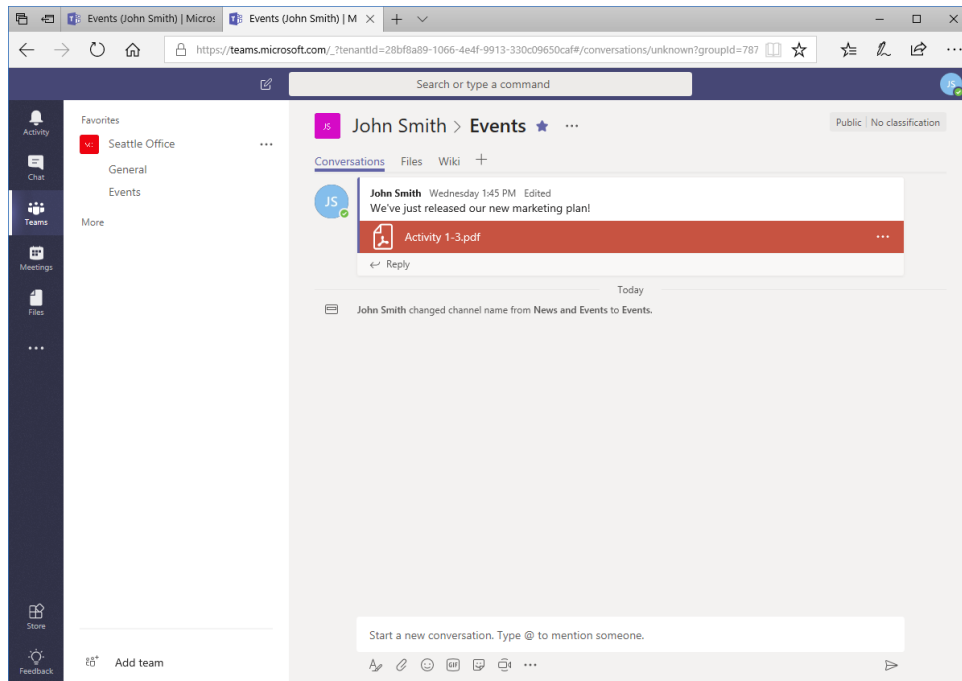 Events (John Smith) | Micros
Events (John Smith) | M
https://teams.microsoft.com/_?tenantId=28bf8a89-1066-4e4f-9913-330c09650caf#/conversations/unknown?groupId=787
Search or type a command
JS
Activity
Chat
Teams
Meetings
Files
Store
Feedback
Favorites
Seattle Office
General
Events
More
Add team
JS
John Smith > Events
Public | No classification
Conversations Files Wiki
JS
John Smith Wednesday 1:45 PM Edited
We've just released our new marketing plan!
Activity 1-3.pdf
Reply
Today
John Smith changed channel name from News and Events to Events.
Start a new conversation. Type @ to mention someone.
GIF